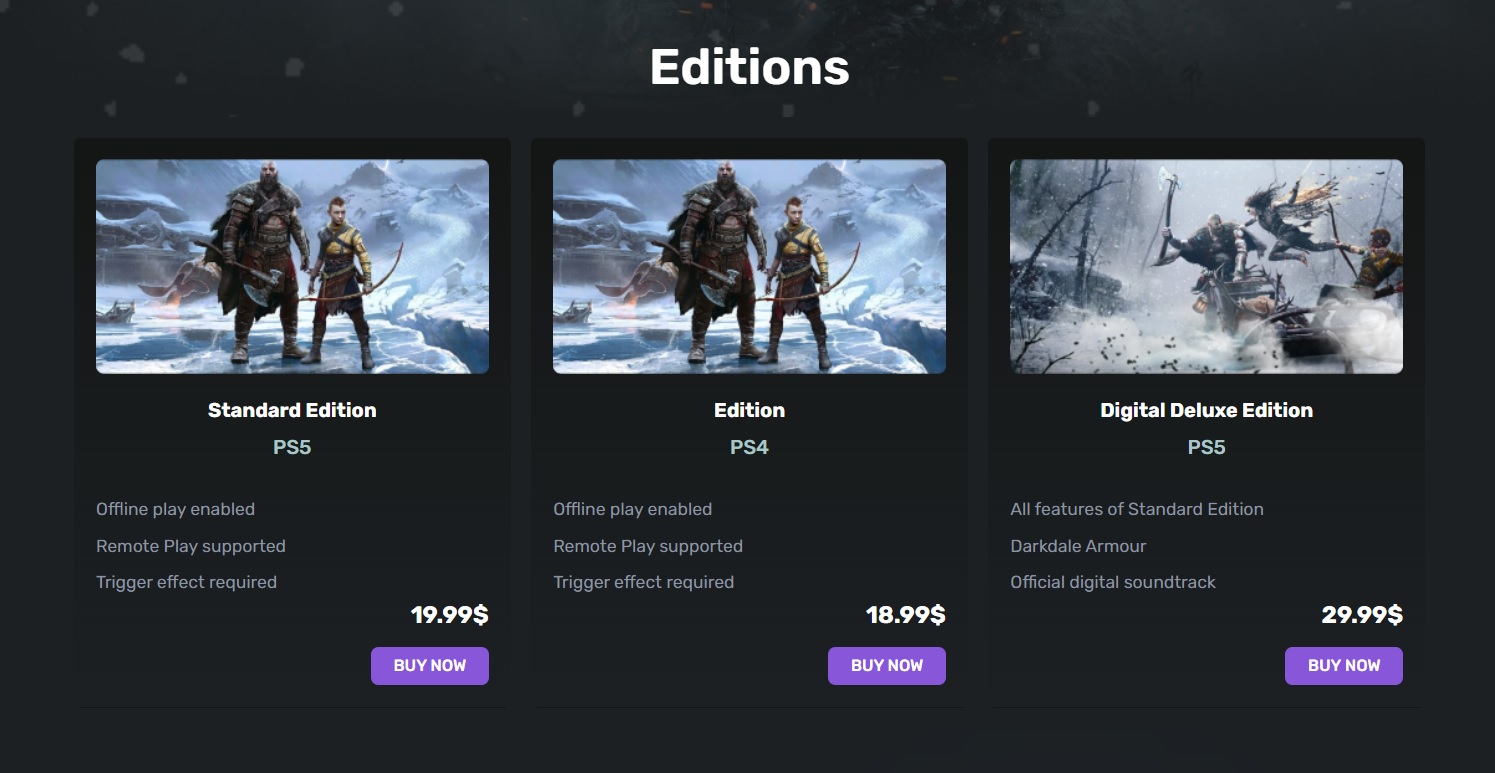 Editions
Standard Edition
PS5
Offline play enabled
Remote Play supported
Trigger effect required
19.99$
BUY NOW
Edition
PS4
Offline play enabled
Remote Play supported
Trigger effect required
18.99$
BUY NOW
Digital Deluxe Edition
PS5
All features of Standard Edition
Darkdale Armour
Official digital soundtrack
29.99$
BUY NOW